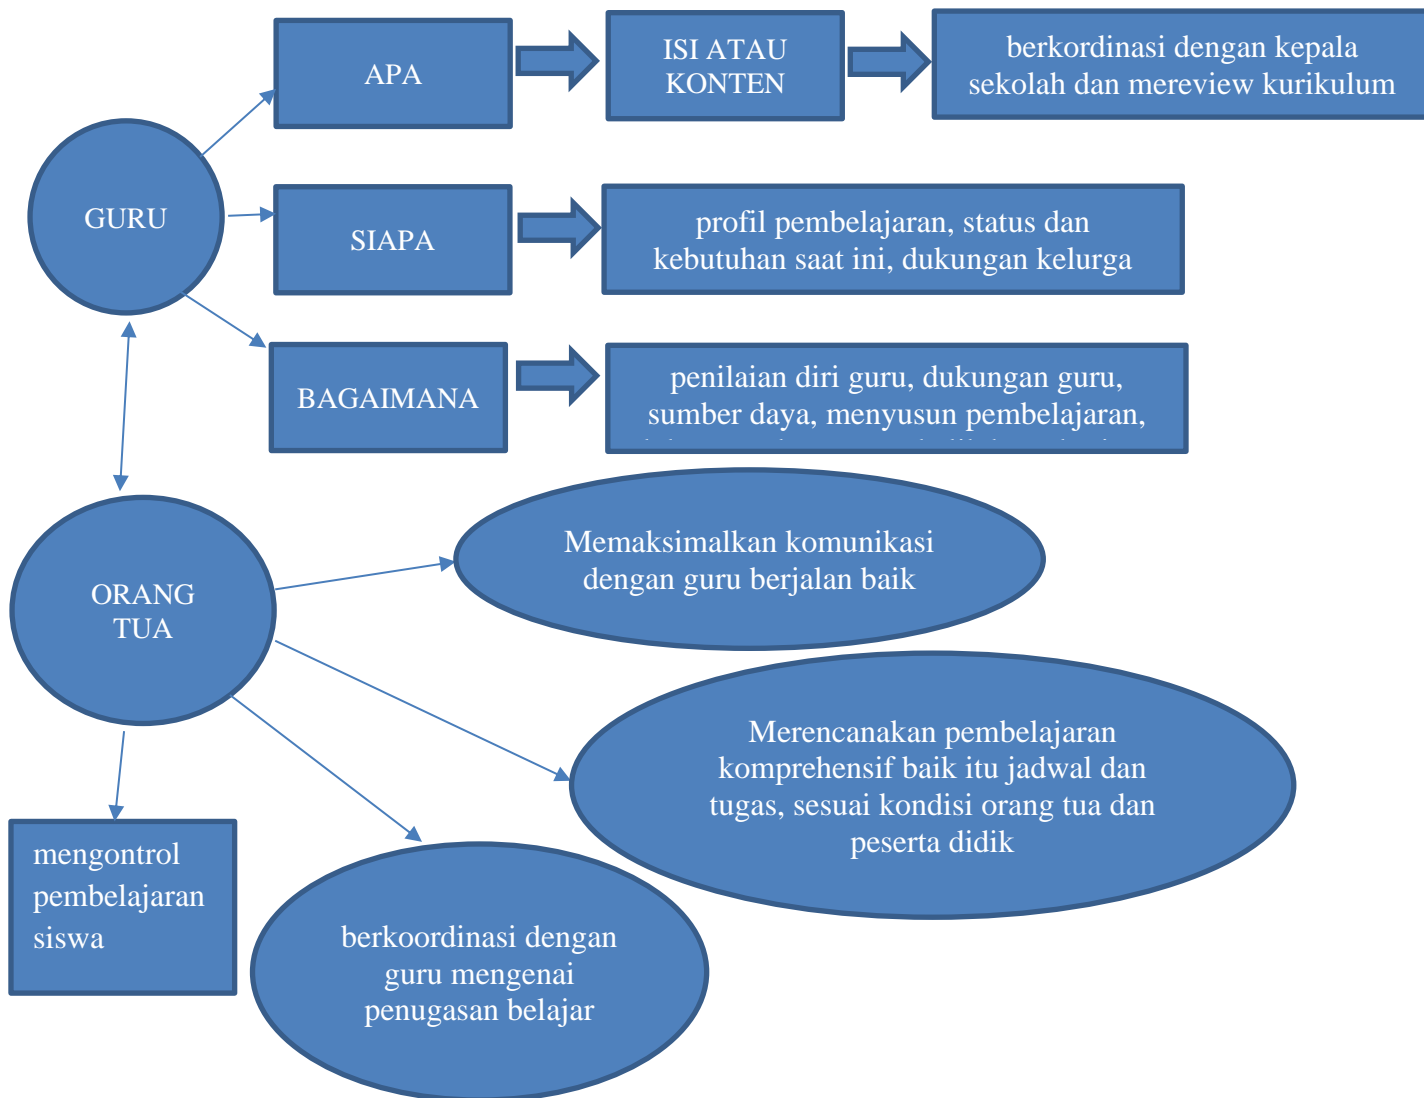 APA
ISI ATAU
KONTEN
berkordinasi dengan kepala
sekolah dan mereview kurikulum
GURU
SIAPA
profil pembelajaran, status dan
kebutuhan saat ini, dukungan kelurga
BAGAIMANA
penilaian diri guru, dukungan guru,
sumber daya, menyusun pembelajaran,
Memaksimalkan komunikasi
dengan guru berjalan baik
ORANG
TUA
Merencanakan pembelajaran
komprehensif baik itu jadwal dan
tugas, sesuai kondisi orang tua dan
peserta didik
mengontrol
pembelajaran
siswa
berkoordinasi dengan
guru mengenai
penugasan belajar